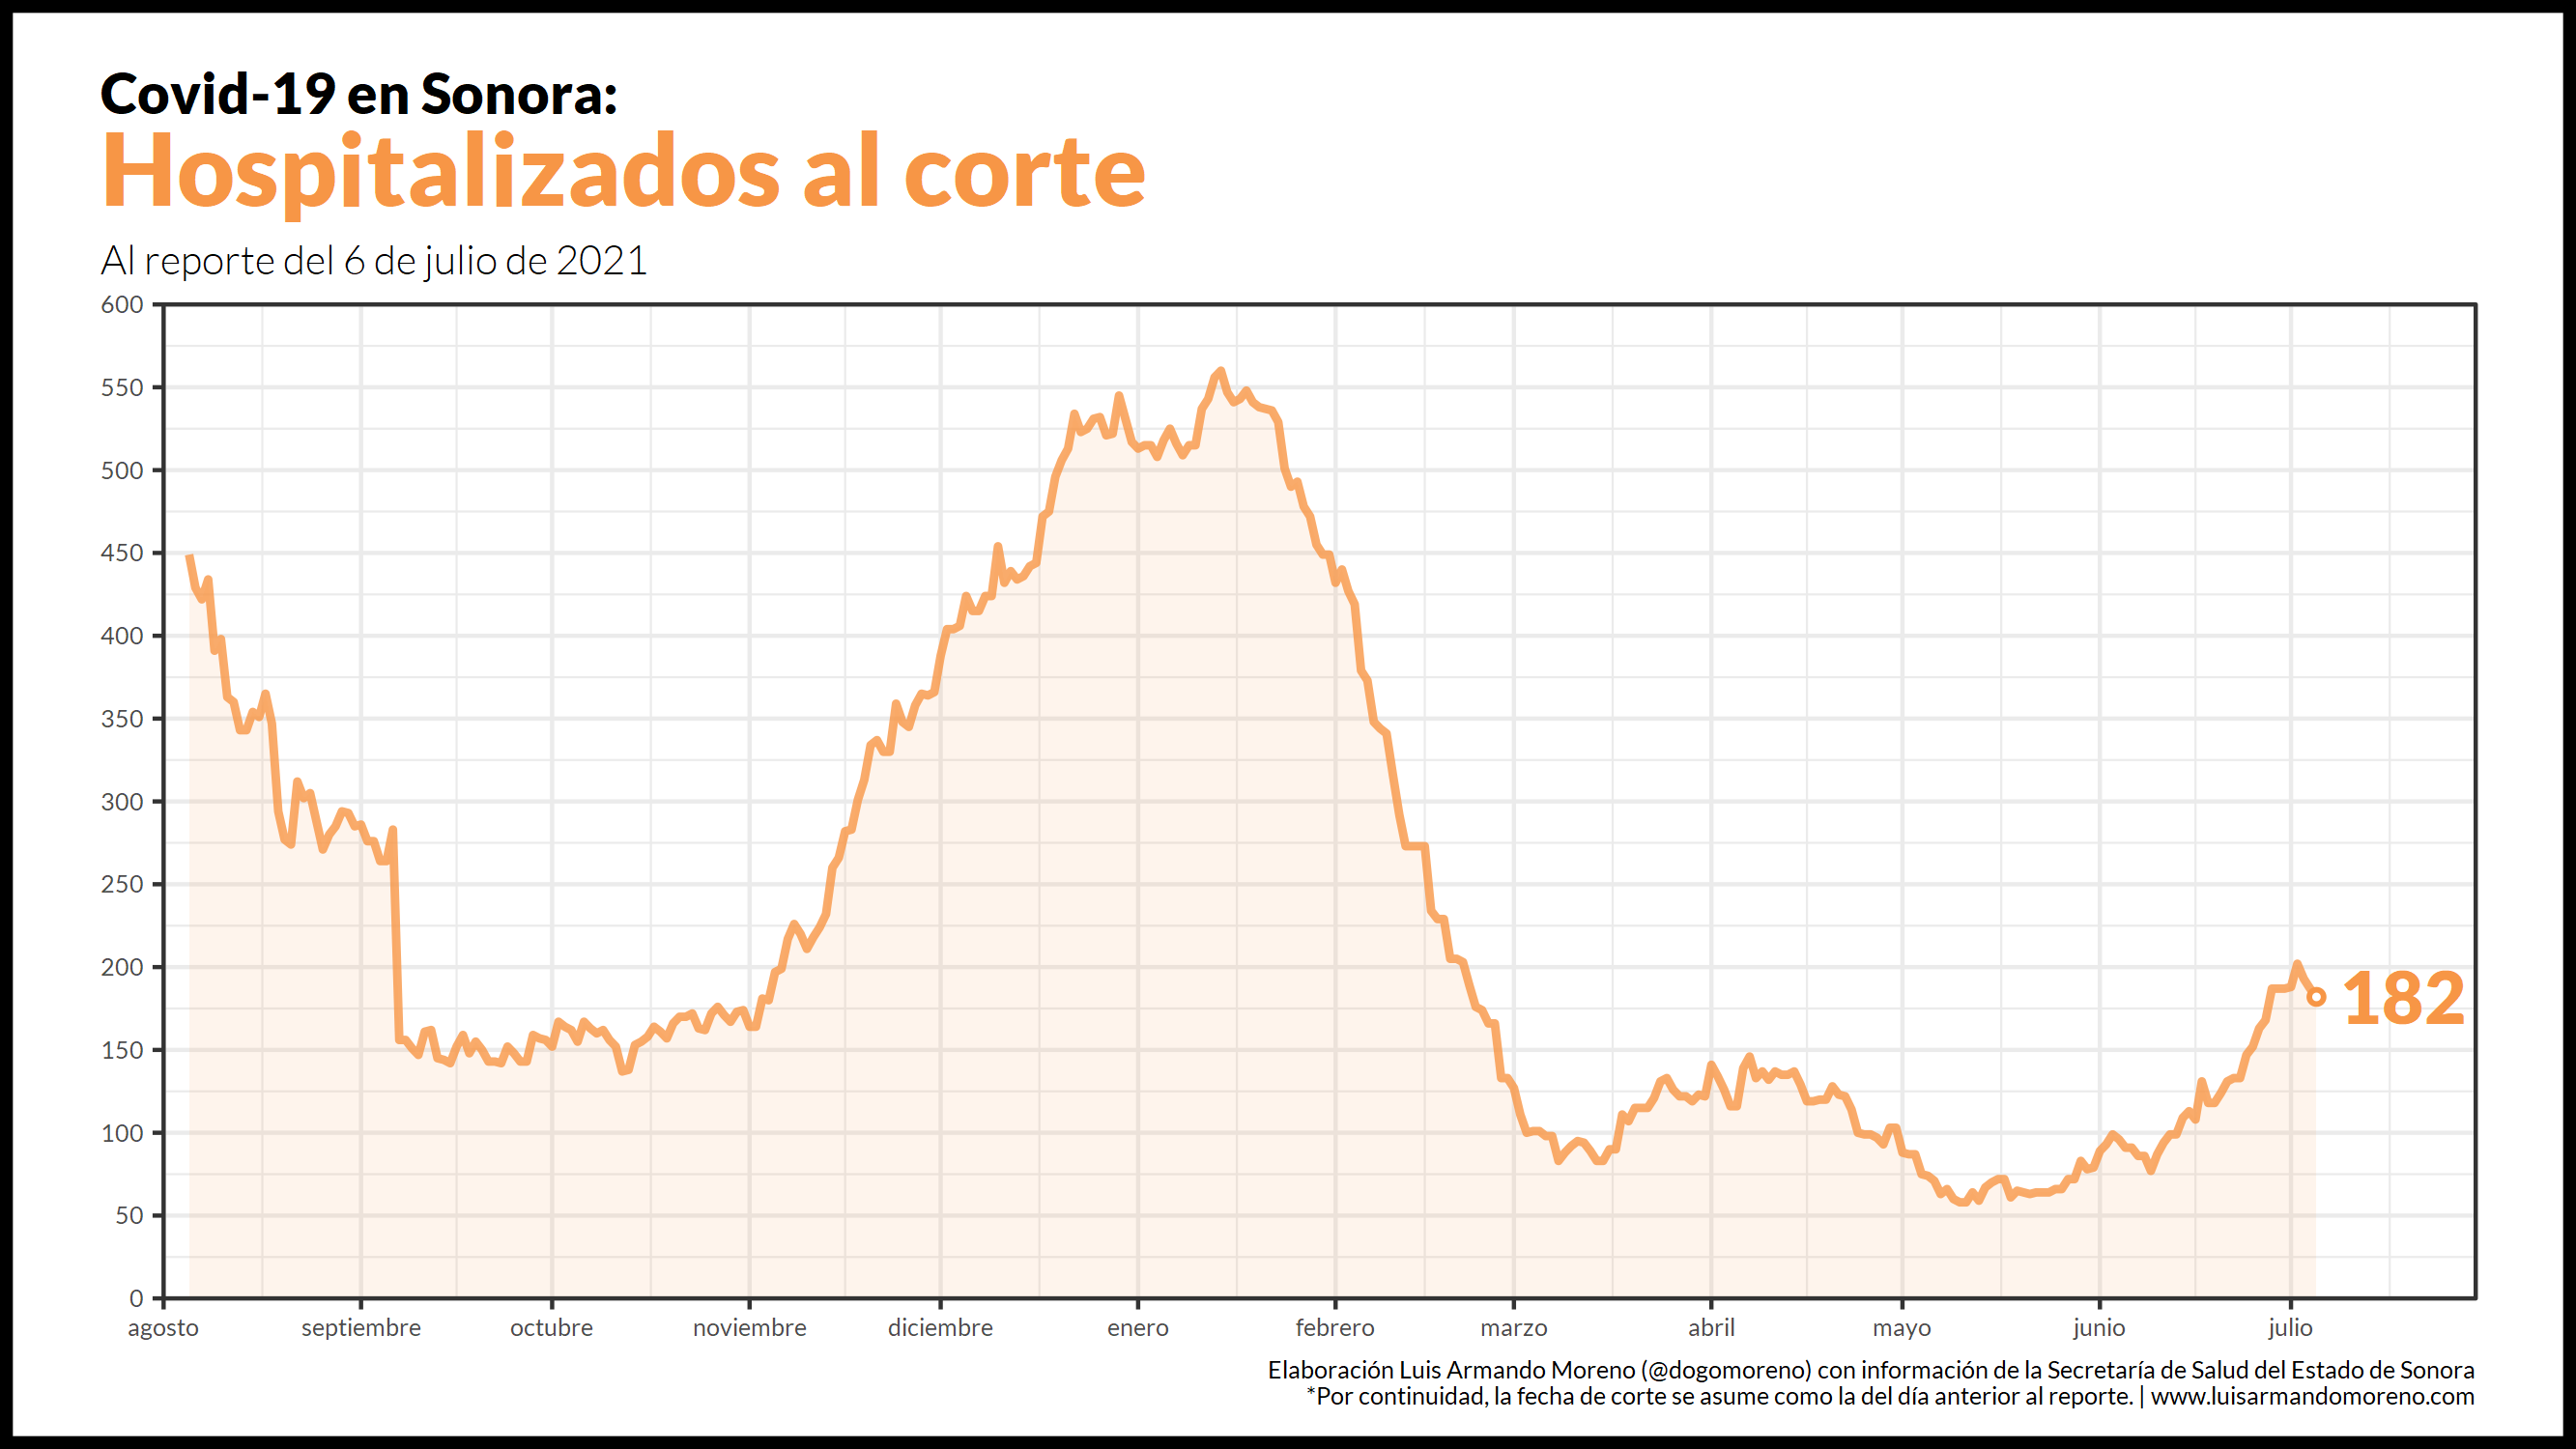 Covid-19 en Sonora:
Hospitalizados al corte
Al reporte del 6 de julio de 2021
600
550
500
450
400
350
300
250
200
150
100
50
0
182
agosto septiembre octubre noviembre diciembre enero febrero marzo abril mayo junio julio
Elaboración Luis Armando Moreno (@dogomoreno) con información de la Secretaría de Salud del Estado de Sonora
*Por continuidad, la fecha de corte se asume como la del día anterior al reporte. | www.luisarmandomoreno.com